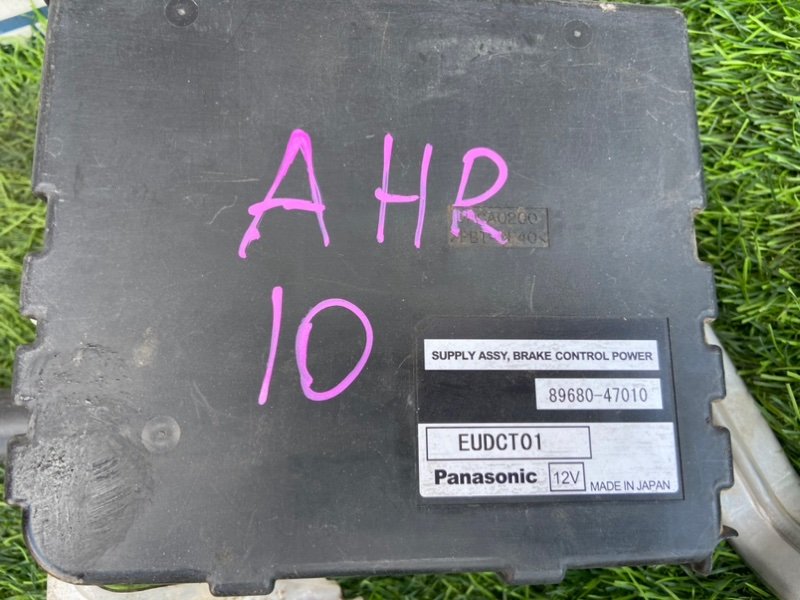 AHR
10
SUPPLY ASSY, BRAKE CONTROL POWER
89680-47010
EUDCT01
Panasonic 12V MADE IN JAPAN